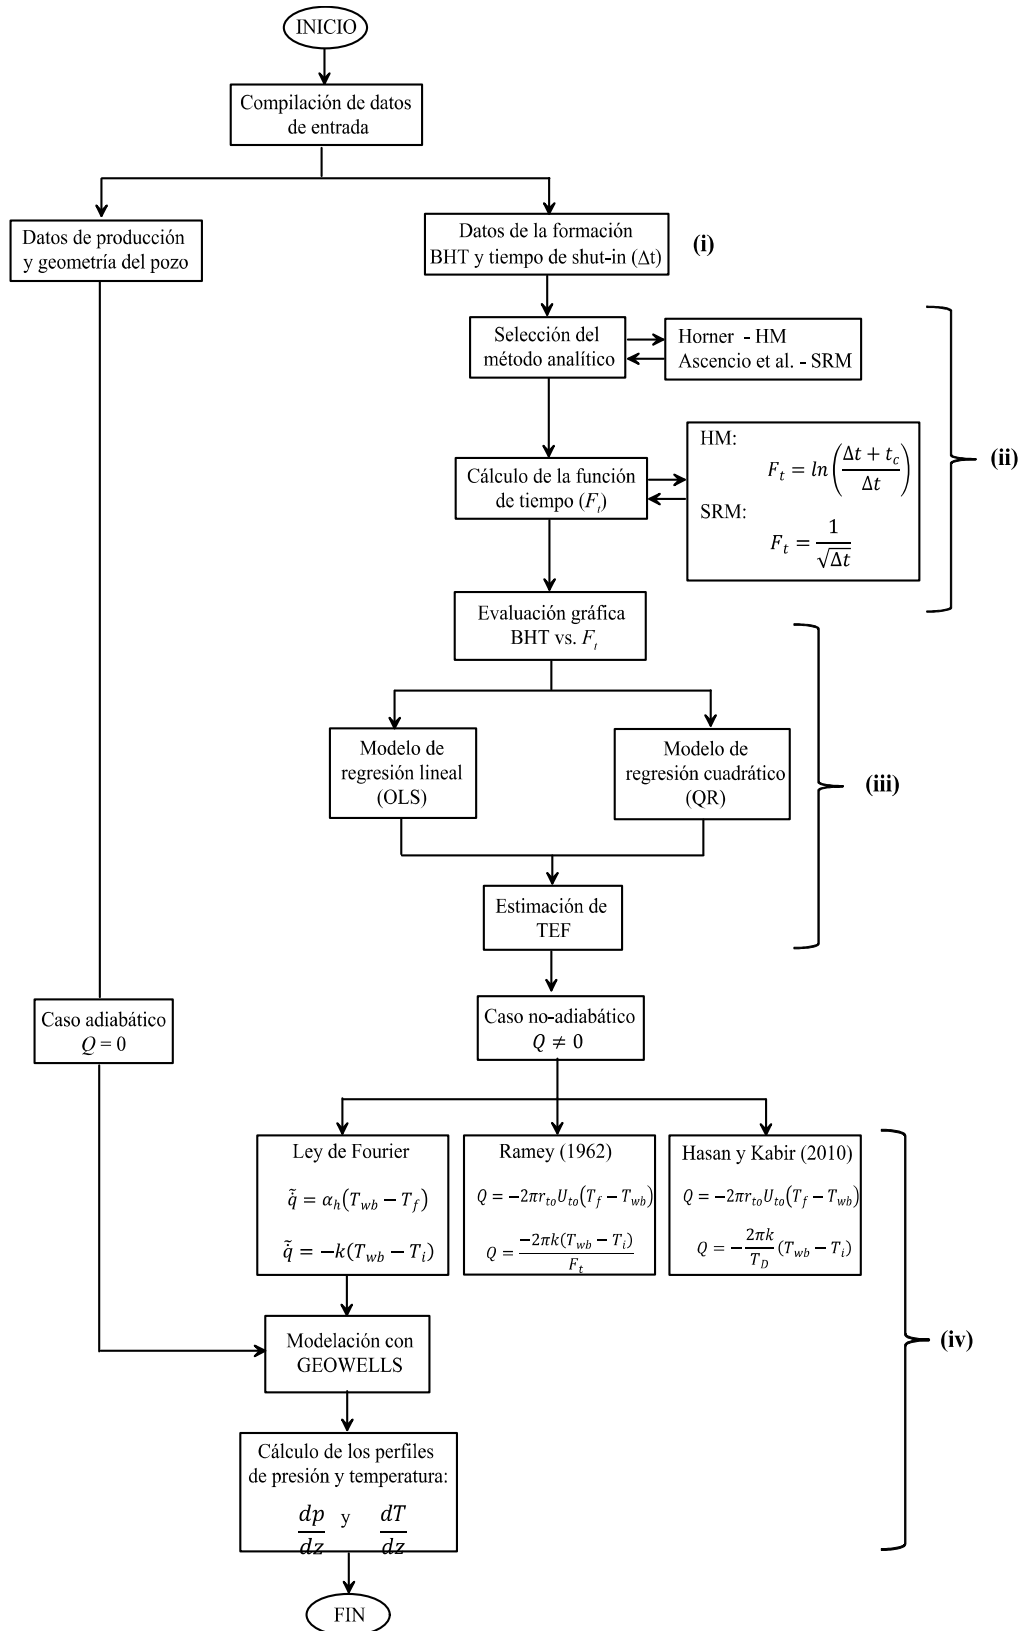 INICIO
Compilación de datos
de entrada
Datos de producción
y geometría del pozo
Datos de la formación
BHT y tiempo de shut-in (Δt)
(i)
Selección del
método analítico
Horner - HM
Ascencio et al. - SRM
Cálculo de la función
de tiempo (F_t)
HM:
F_t = ln((Δt + t_c)/Δt)
SRM:
F_t = 1/√Δt
(ii)
Evaluación gráfica
BHT vs. F_t
Modelo de
regresión lineal
(OLS)
Modelo de
regresión cuadrático
(QR)
(iii)
Estimación de
TEF
Caso adiabático
Q = 0
Caso no-adiabático
Q ≠ 0
Ley de Fourier
q̇̃ = α_h(T_wb − T_f)
q̇̃ = −k(T_wb − T_i)
Ramey (1962)
Q = −2πr_to U_to(T_f − T_wb)
Q = −2πk(T_wb − T_i)/F_t
Hasan y Kabir (2010)
Q = −2πr_to U_to(T_f − T_wb)
Q = −(2πk/T_D)(T_wb − T_i)
Modelación con
GEOWELLS
(iv)
Cálculo de los perfiles
de presión y temperatura:
dp/dz y dT/dz
FIN